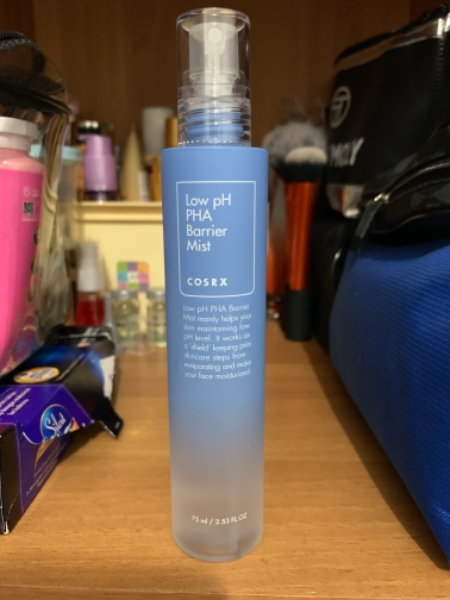 Low pH
PHA
Barrier
Mist
COSRX
Low pH PHA Barrier
Mist mainly helps your
skin maintaining low
pH level. It works as
a 'shield' keeping prior
skincare steps from
evaporating and makes
your face moisturized.
75 ml / 2.53 FL.OZ